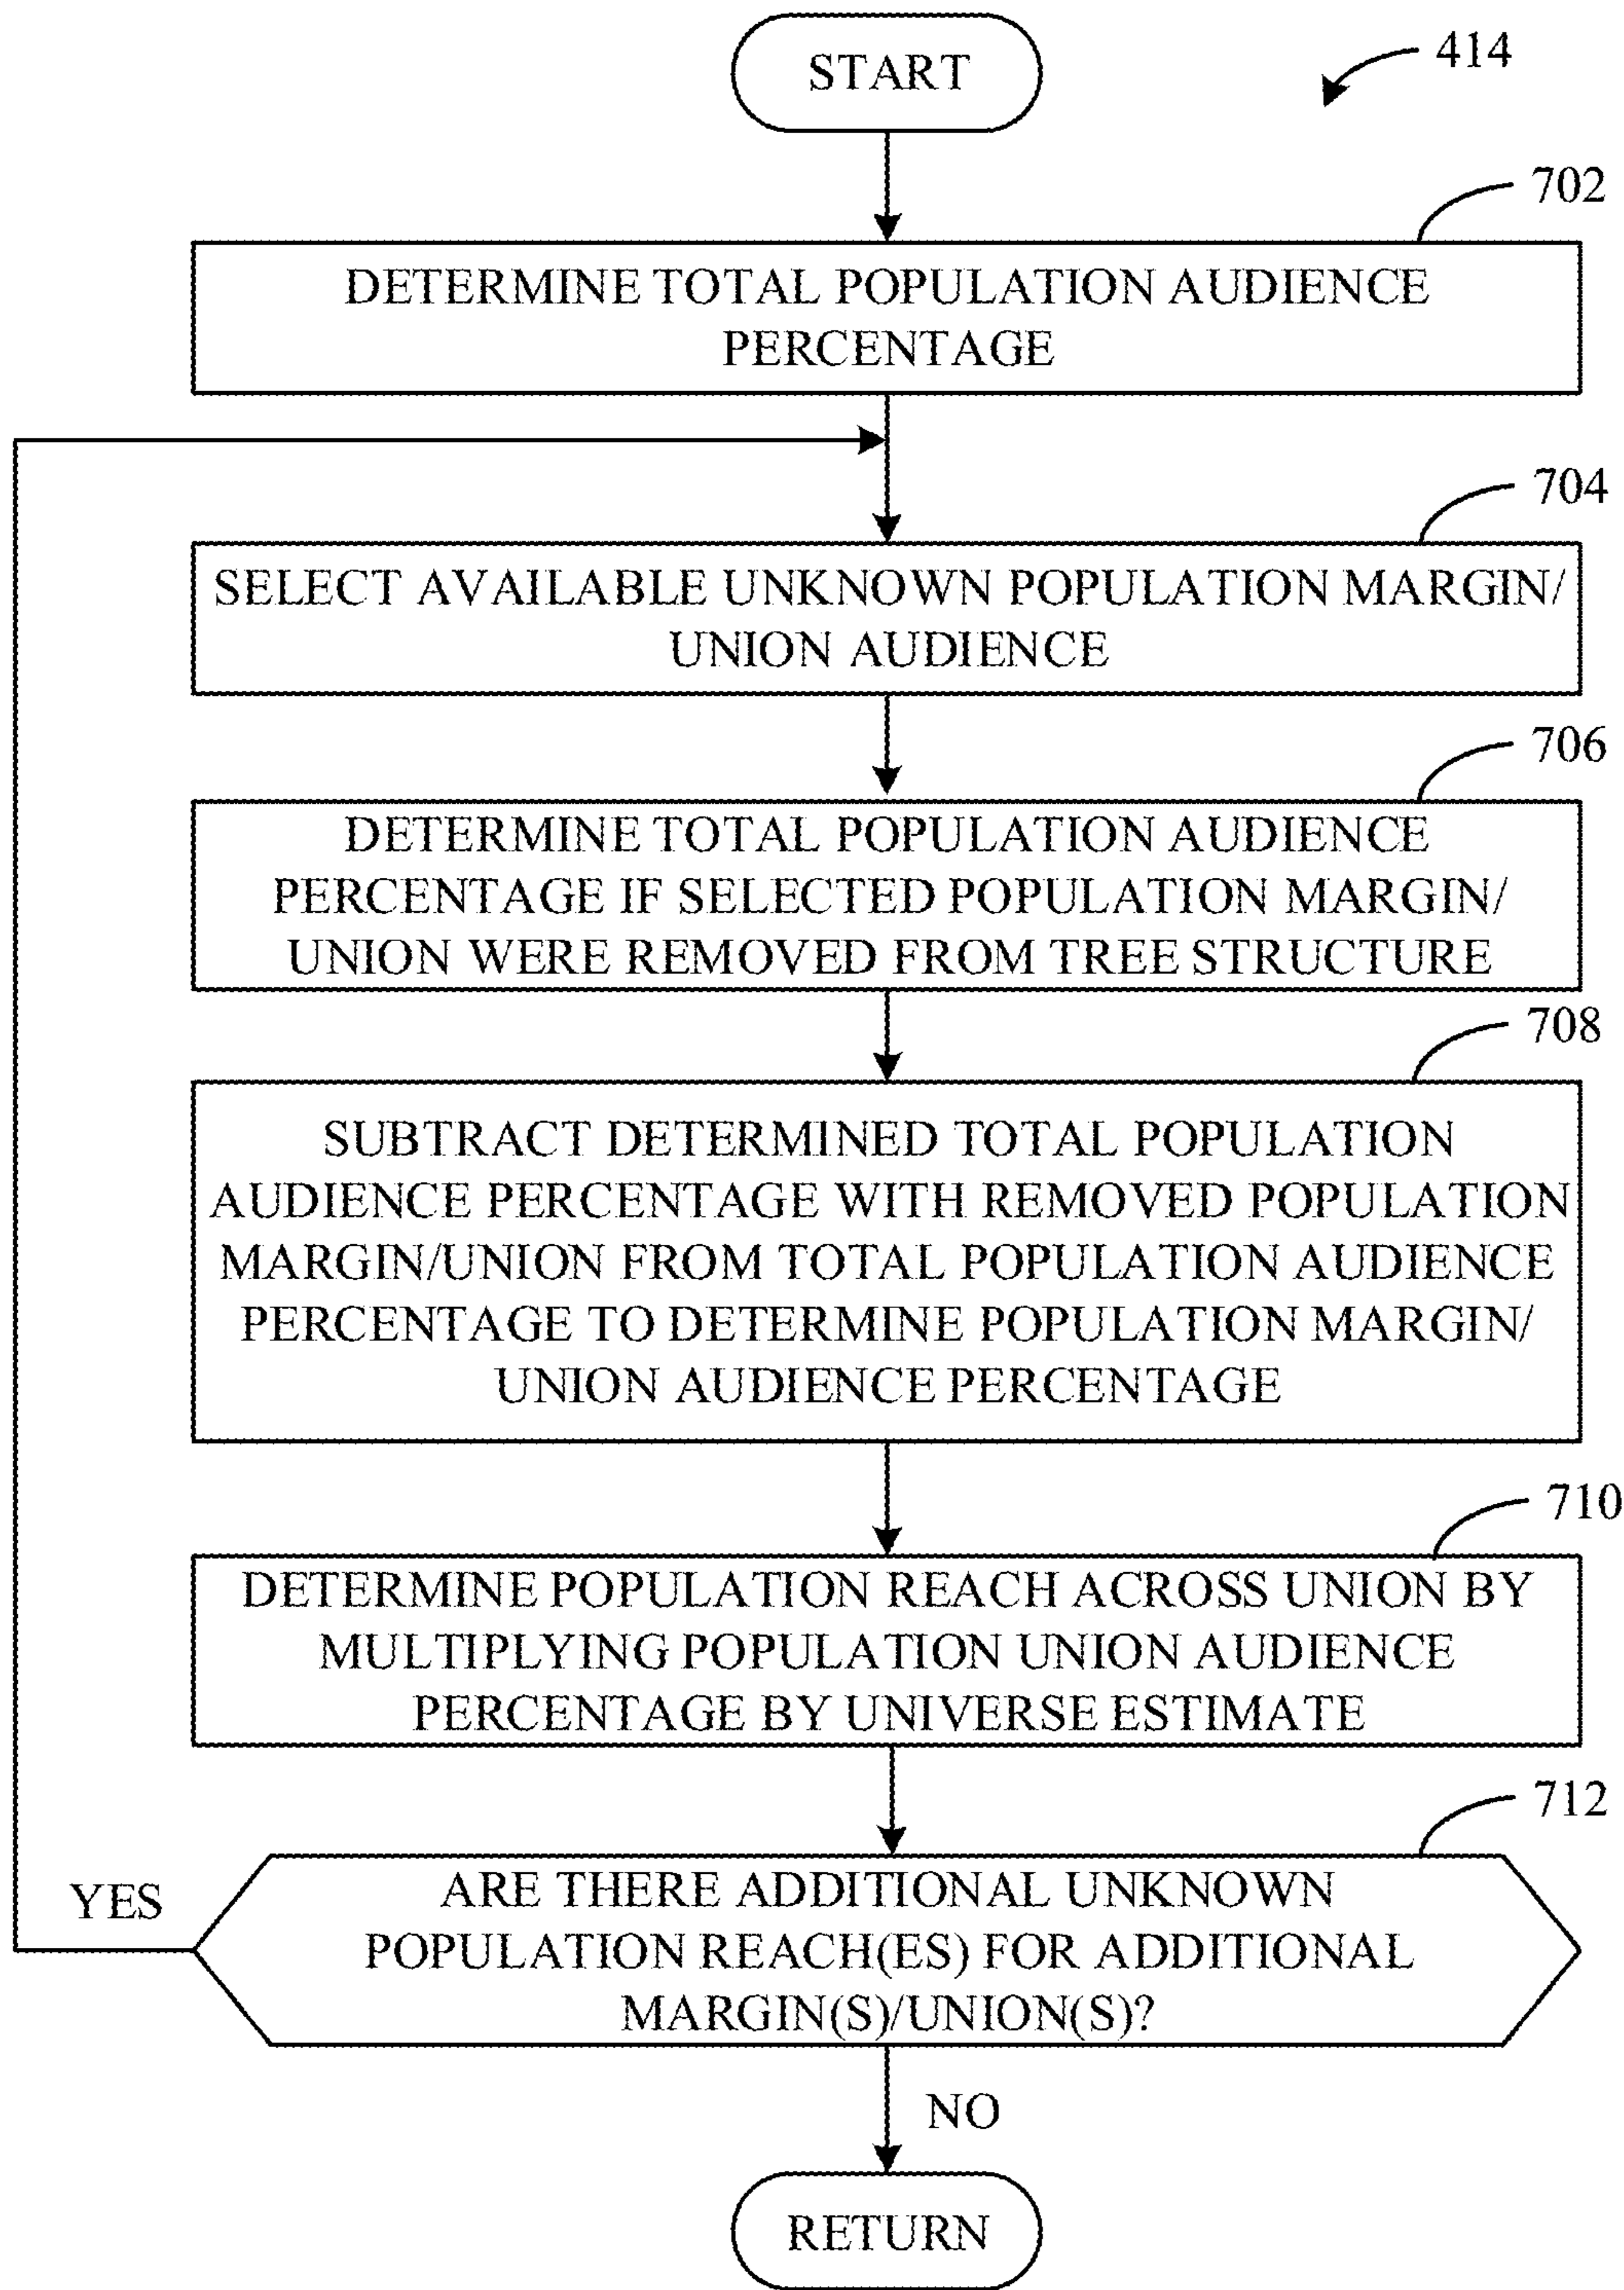 START
414
702
DETERMINE TOTAL POPULATION AUDIENCE
PERCENTAGE
704
SELECT AVAILABLE UNKNOWN POPULATION MARGIN/
UNION AUDIENCE
706
DETERMINE TOTAL POPULATION AUDIENCE
PERCENTAGE IF SELECTED POPULATION MARGIN/
UNION WERE REMOVED FROM TREE STRUCTURE
708
SUBTRACT DETERMINED TOTAL POPULATION
AUDIENCE PERCENTAGE WITH REMOVED POPULATION
MARGIN/UNION FROM TOTAL POPULATION AUDIENCE
PERCENTAGE TO DETERMINE POPULATION MARGIN/
UNION AUDIENCE PERCENTAGE
710
DETERMINE POPULATION REACH ACROSS UNION BY
MULTIPLYING POPULATION UNION AUDIENCE
PERCENTAGE BY UNIVERSE ESTIMATE
712
YES
ARE THERE ADDITIONAL UNKNOWN
POPULATION REACH(ES) FOR ADDITIONAL
MARGIN(S)/UNION(S)?
NO
RETURN